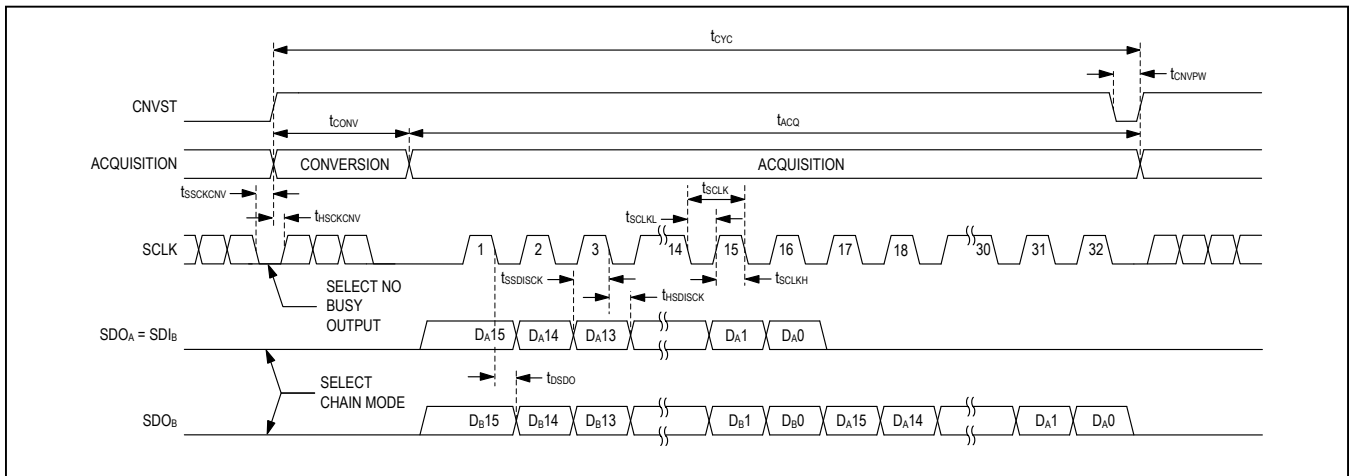 tCYC
tCNVPW
CNVST
tCONV
tACQ
ACQUISITION CONVERSION ACQUISITION
tSSCKCNV
tHSCKCNV
tSCLK
tSCLKL
SCLK 1 2 3 14 15 16 17 18 30 31 32
tSSDISCK
tHSDISCK
tSCLKH
SELECT NO
BUSY
OUTPUT
SDOA = SDIB DA15 DA14 DA13 DA1 DA0
SELECT
CHAIN MODE
tDSDO
SDOB DB15 DB14 DB13 DB1 DB0 DA15 DA14 DA1 DA0